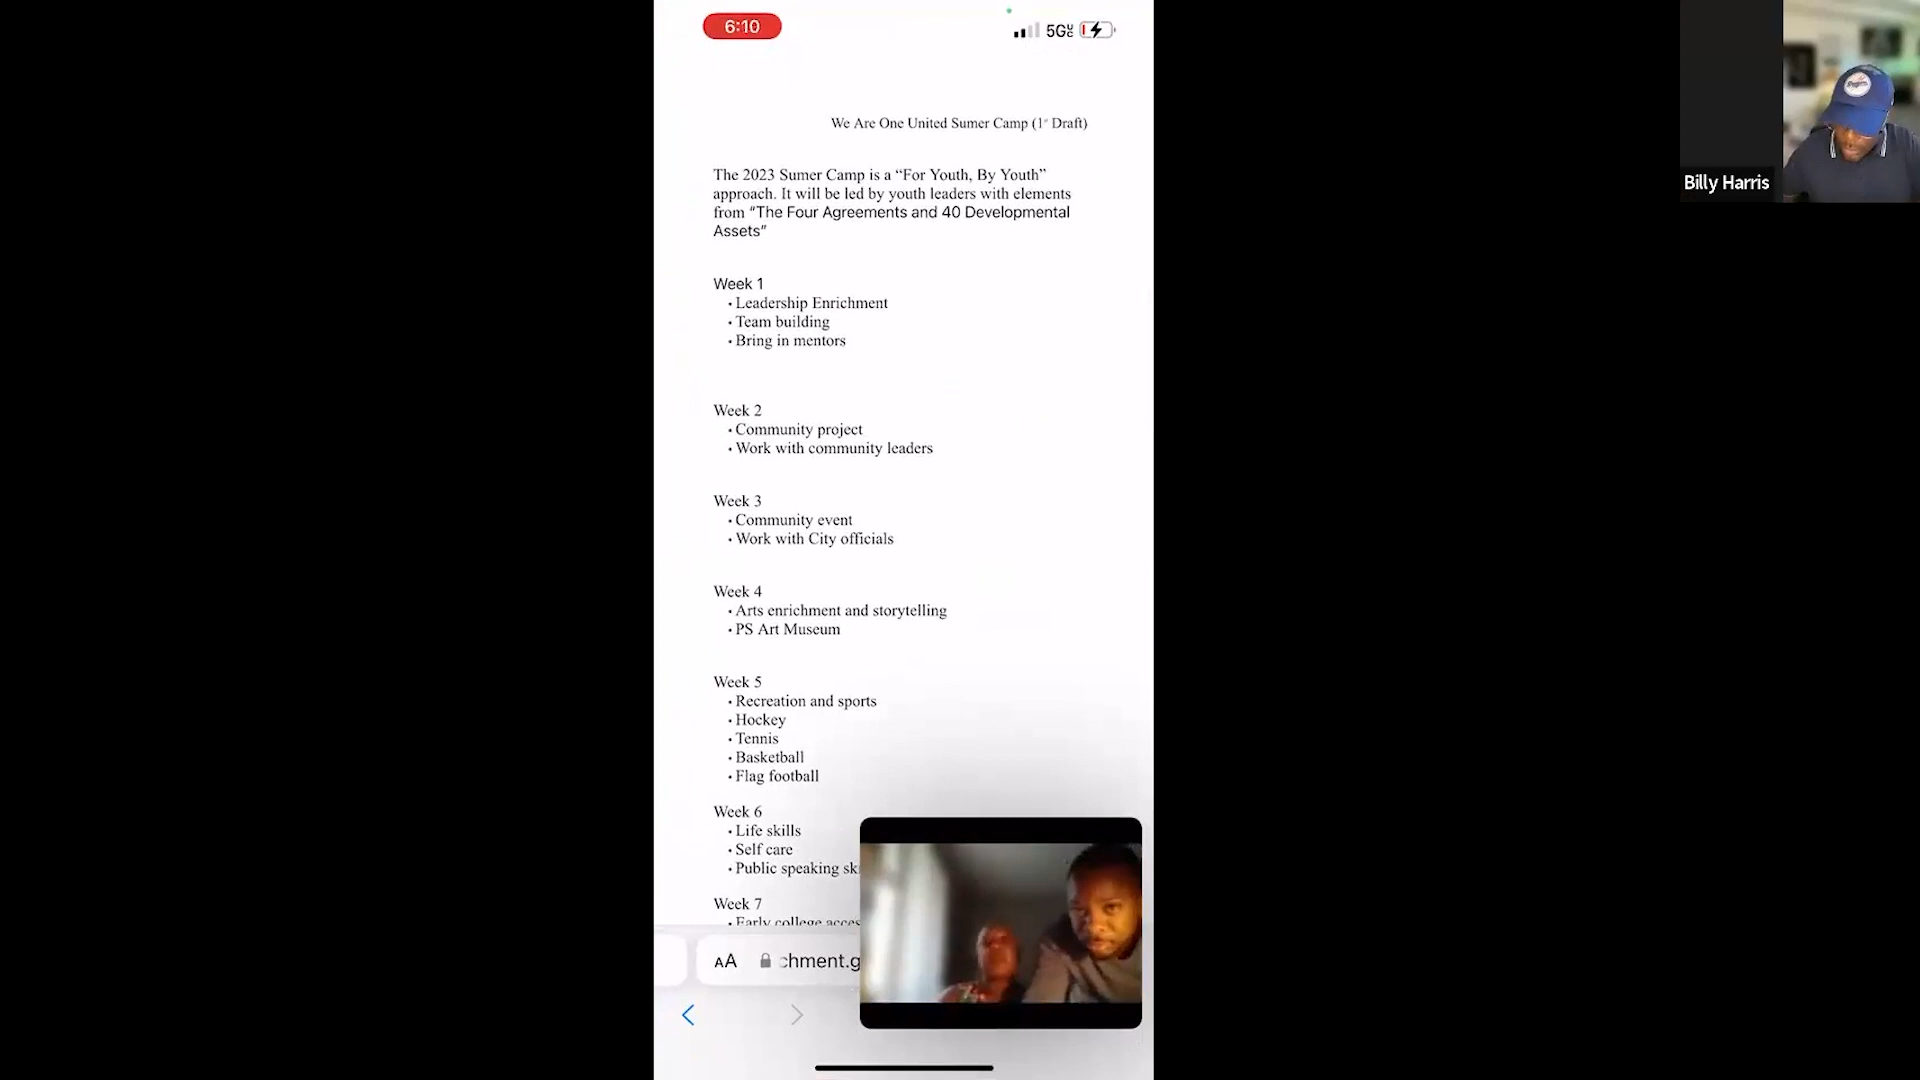 6:10
5G
We Are One United Sumer Camp (1st Draft)
Billy Harris
The 2023 Sumer Camp is a “For Youth, By Youth”
approach. It will be led by youth leaders with elements
from “The Four Agreements and 40 Developmental
Assets”
Week 1
• Leadership Enrichment
• Team building
• Bring in mentors
Week 2
• Community project
• Work with community leaders
Week 3
• Community event
• Work with City officials
Week 4
• Arts enrichment and storytelling
• PS Art Museum
Week 5
• Recreation and sports
• Hockey
• Tennis
• Basketball
• Flag football
Week 6
• Life skills
• Self care
• Public speaking sk
Week 7
• Early college acces
AA chment.g